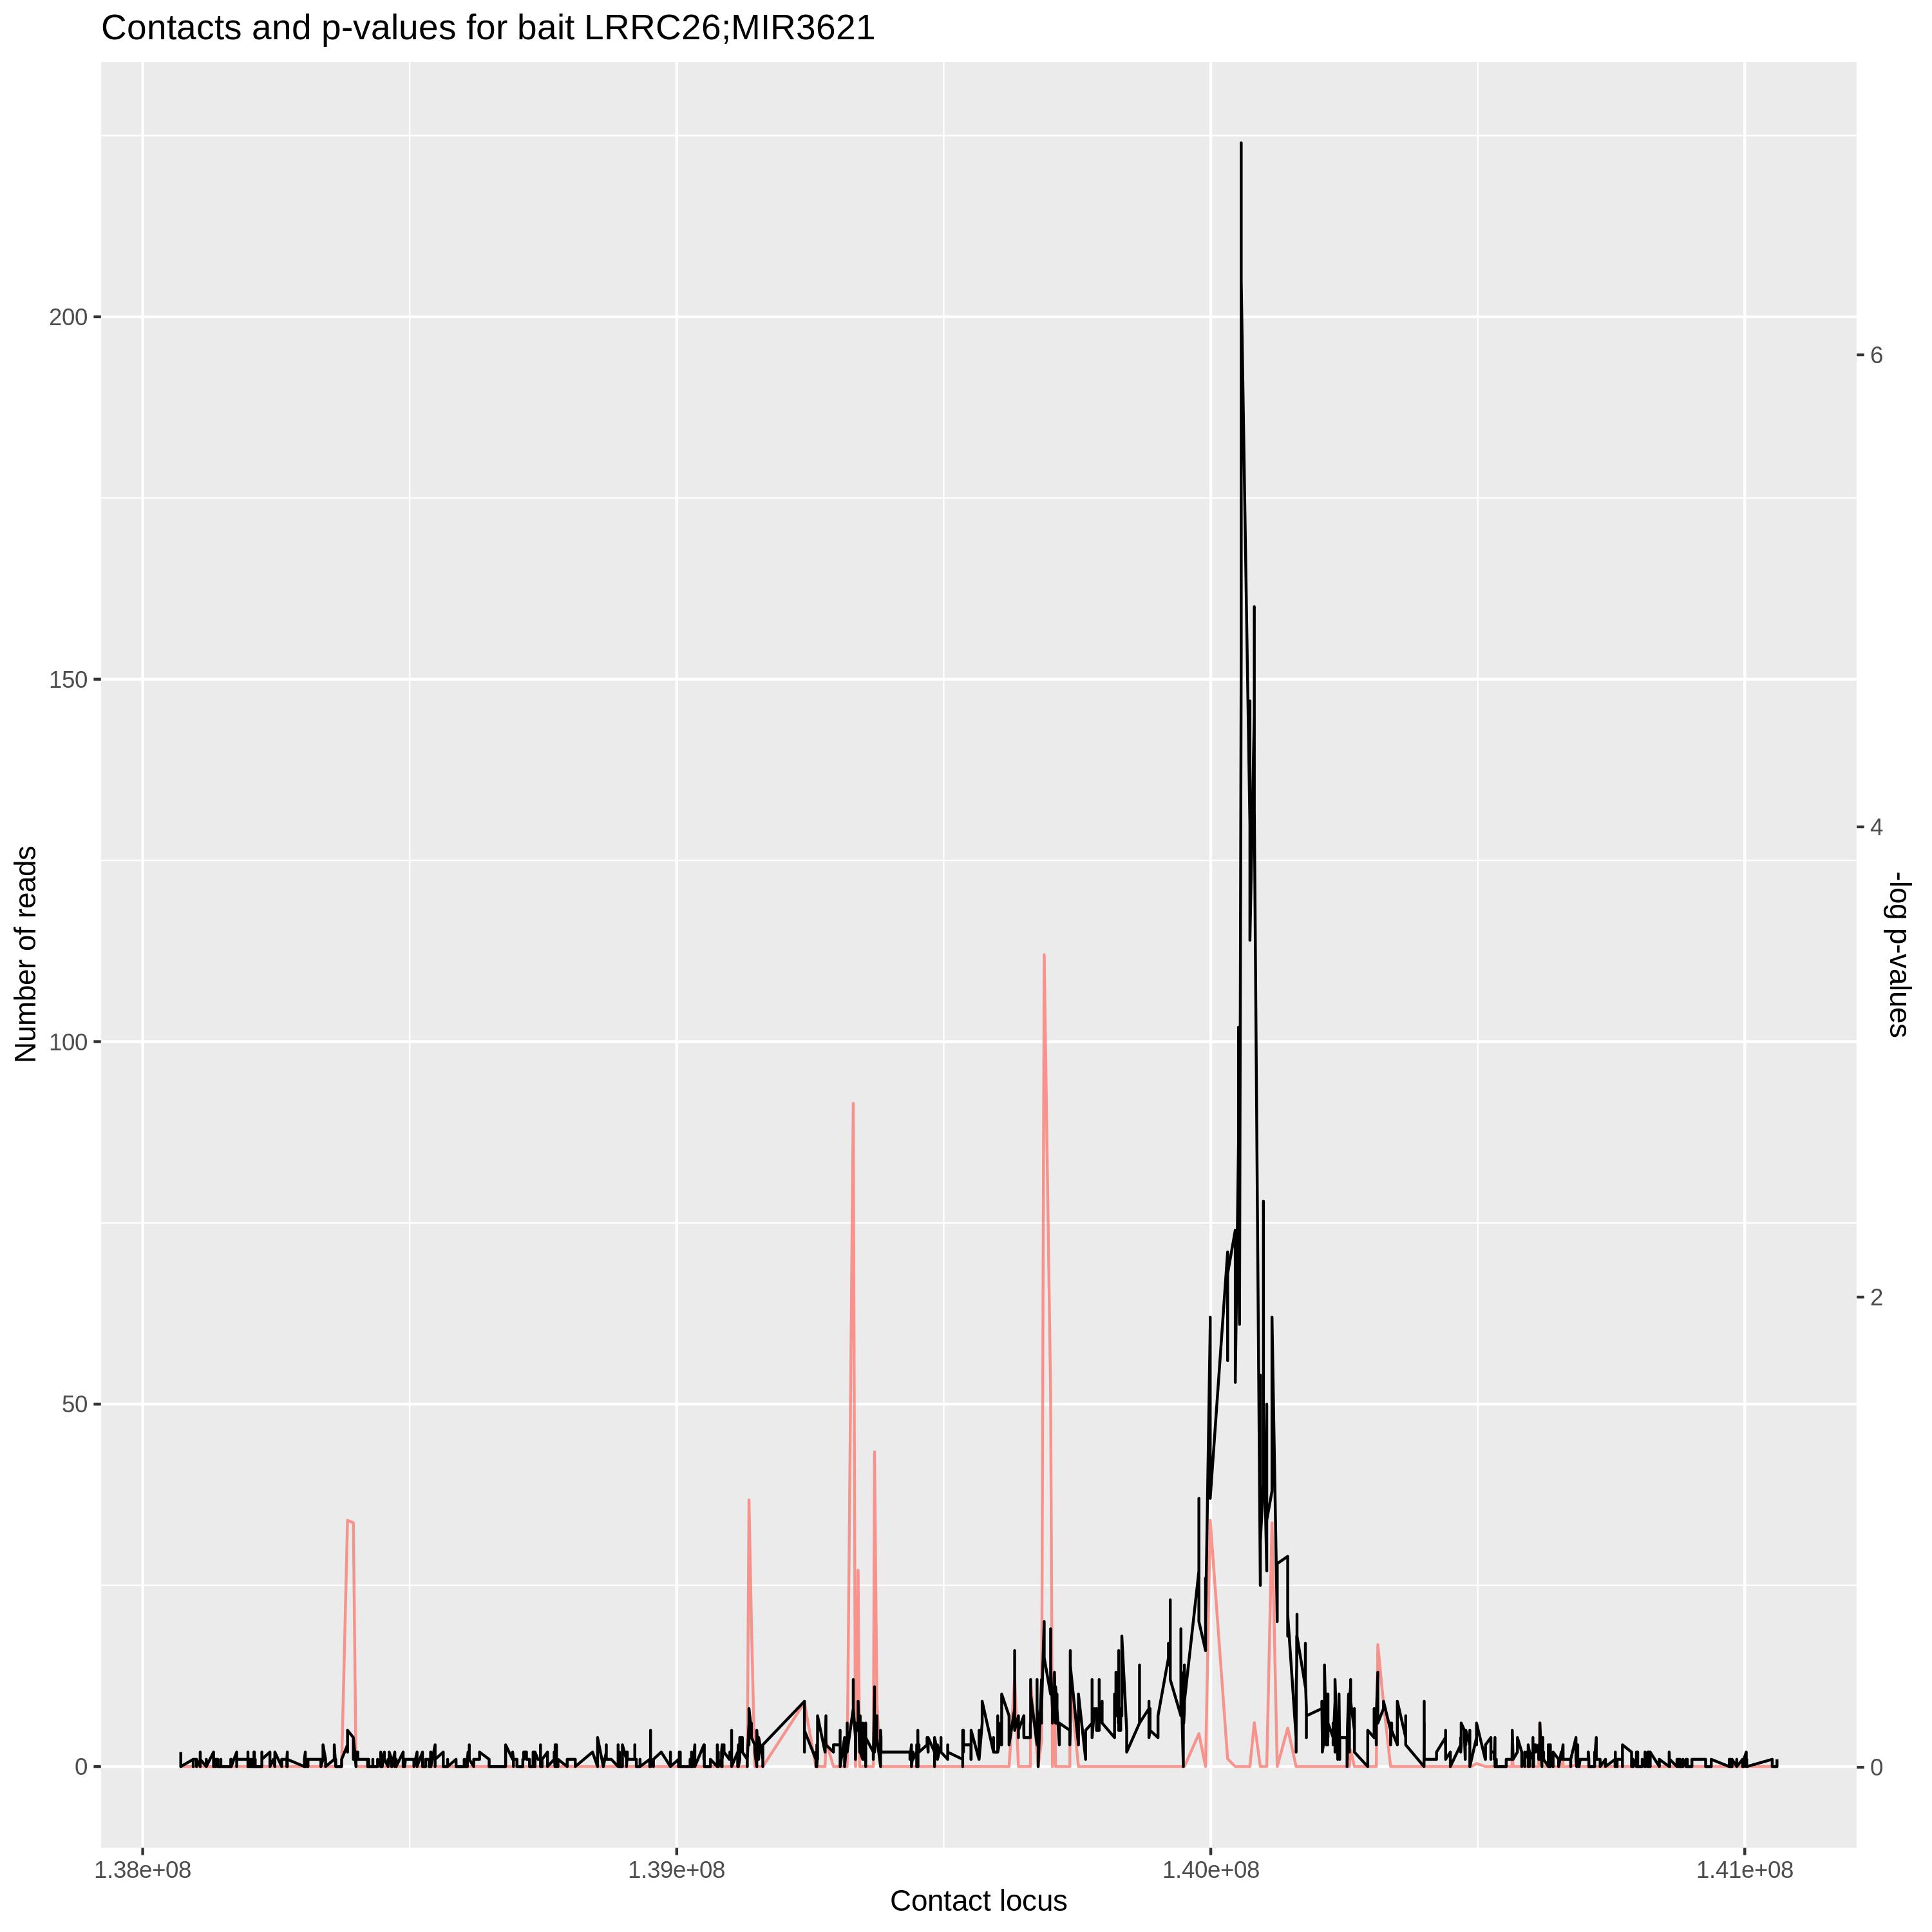 Contacts and p-values for bait LRRC26;MIR3621
Number of reads
200
150
100
50
0
6
4
2
0
-log p-values
1.38e+08
1.39e+08
1.40e+08
1.41e+08
Contact locus